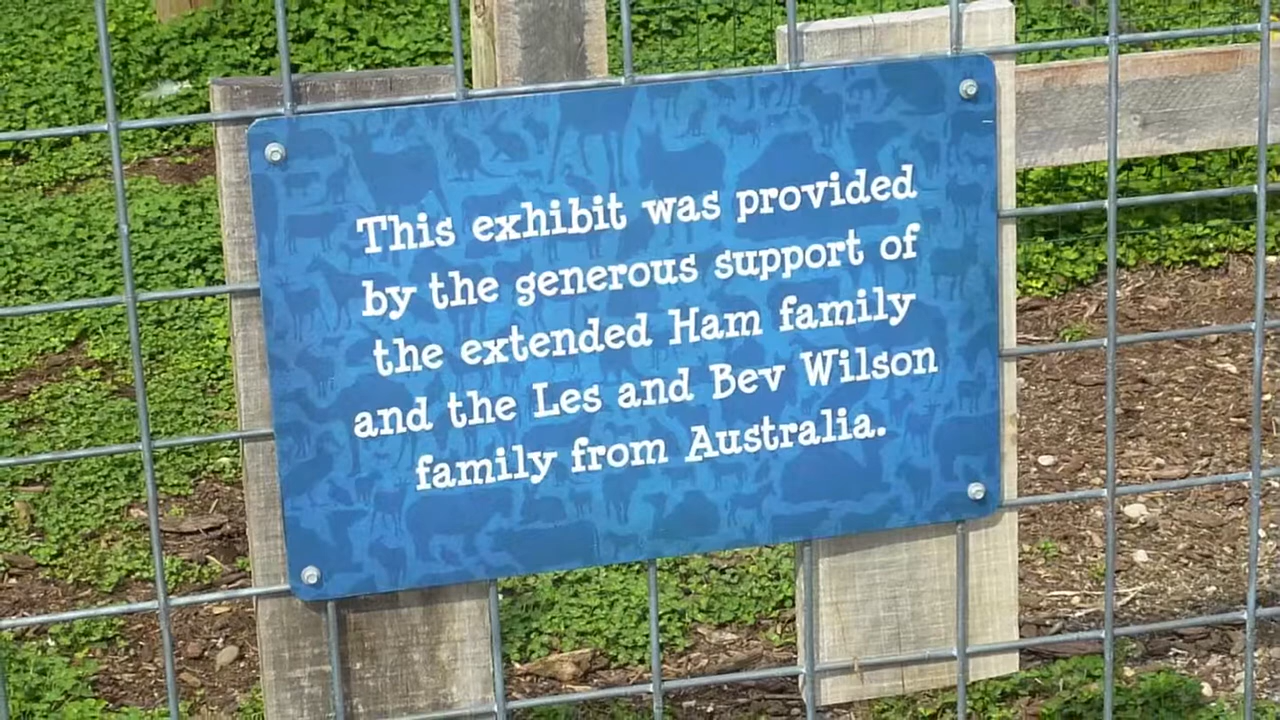 This exhibit was provided
by the generous support of
the extended Ham family
and the Les and Bev Wilson
family from Australia.